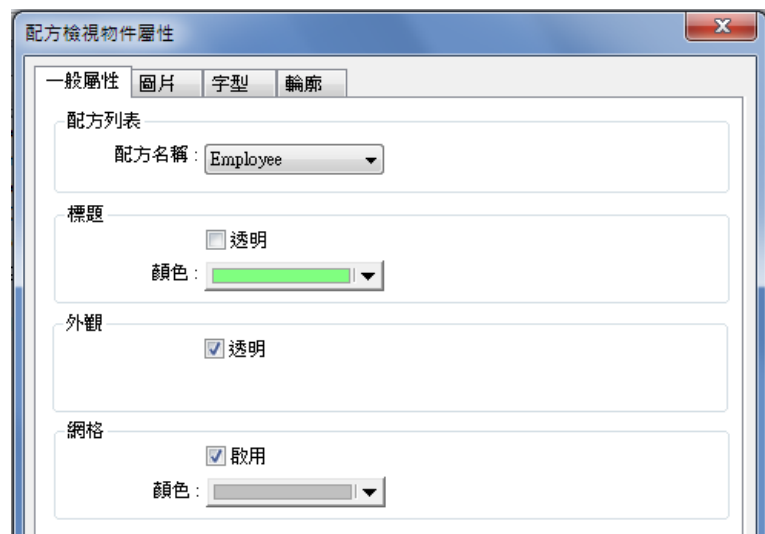 配方檢視物件屬性
一般屬性 圖片 字型 輪廓
配方列表
配方名稱 : Employee
標題
透明
顏色 :
外觀
透明
網格
啟用
顏色 :